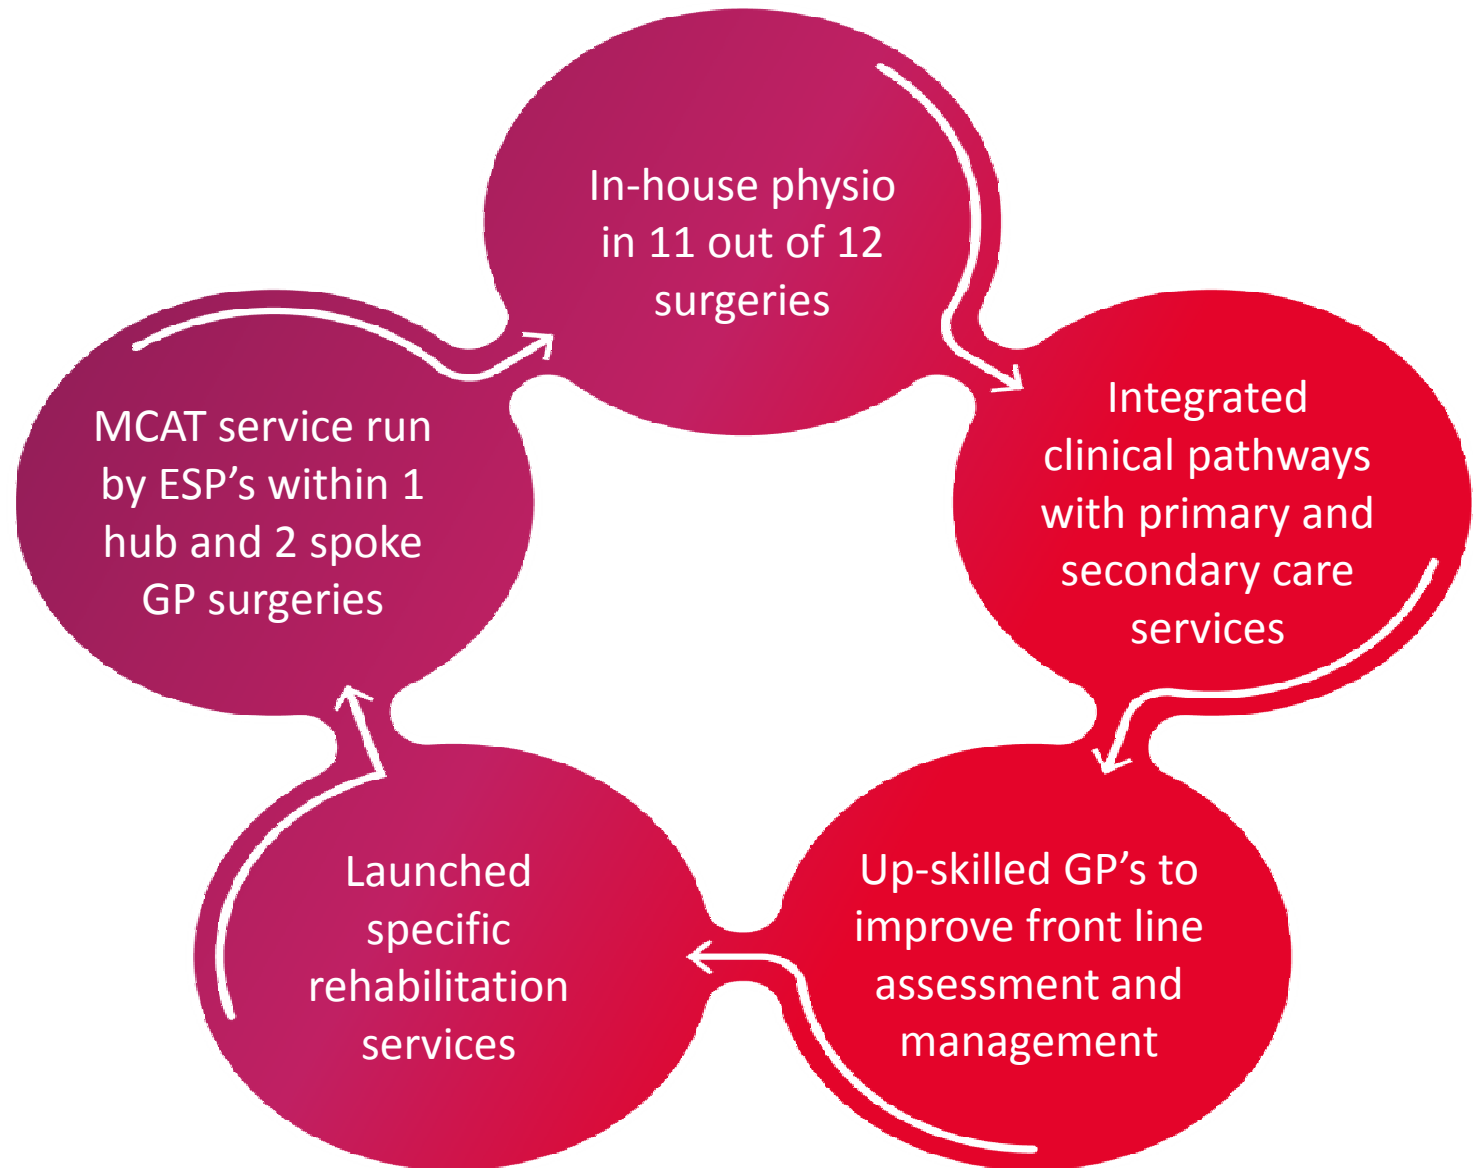 In-house physio
in 11 out of 12
surgeries
Integrated
clinical pathways
with primary and
secondary care
services
Up-skilled GP’s to
improve front line
assessment and
management
Launched
specific
rehabilitation
services
MCAT service run
by ESP’s within 1
hub and 2 spoke
GP surgeries